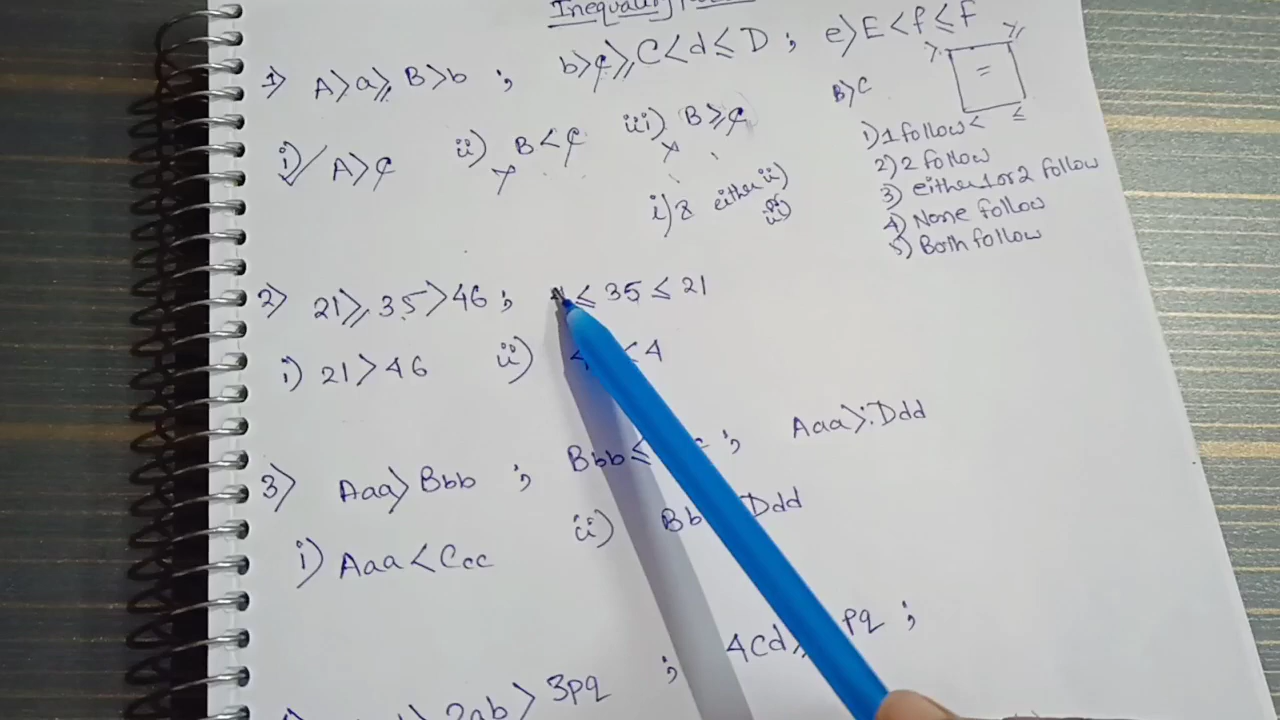 Inequality
1) A>a≥B>b ; b>¢≥C<d≤D ; e>E<f≤F
> ≥
=
< ≤
B>C
i) A>¢ ii) B<¢ iii) B≥¢
i) & either ii) or iii)
1) 1 follow
2) 2 follow
3) either 1 or 2 follow
4) None follow
5) Both follow
2) 21≥35>46 ; ≤35≤21
i) 21>46 ii) <4
3) Aaa>Bbb ; Bbb≤ ; Aaa>Ddd
i) Aaa<Ccc ii) Ddd
2ab>3pq ; 4cd≥ pq ;